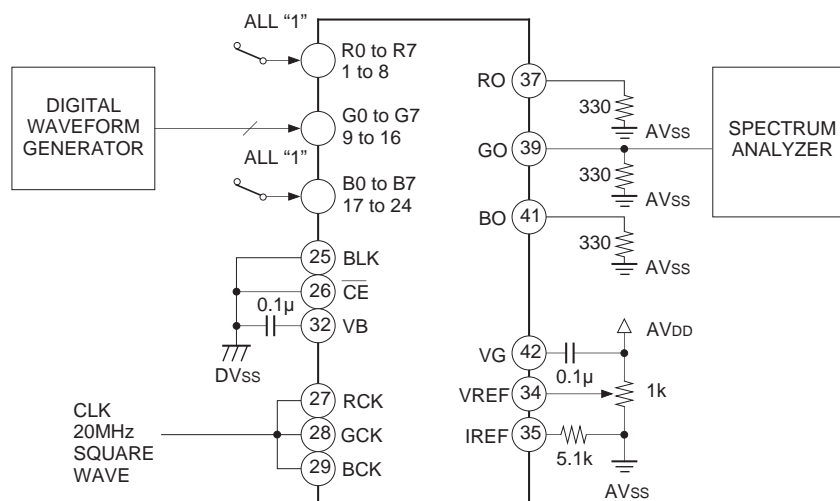 ALL “1”
R0 to R7
1 to 8
DIGITAL
WAVEFORM
GENERATOR
G0 to G7
9 to 16
ALL “1”
B0 to B7
17 to 24
25 BLK
26 CE
0.1µ
32 VB
DVSS
27 RCK
CLK
20MHz
SQUARE
WAVE
28 GCK
29 BCK
RO 37
330
AVSS
GO 39
SPECTRUM
ANALYZER
330
AVSS
BO 41
330
AVSS
AVDD
VG 42
0.1µ
VREF 34
1k
IREF 35
5.1k
AVSS